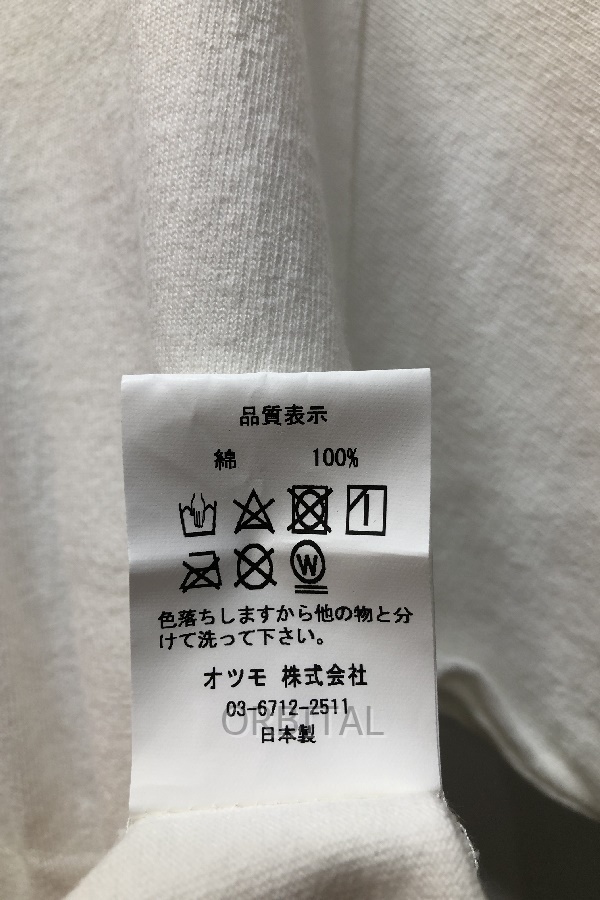 品質表示
綿 100%
W
色落ちしますから他の物と分
けて洗って下さい。
オツモ 株式会社
03-6712-2511
ORBITAL
日本製